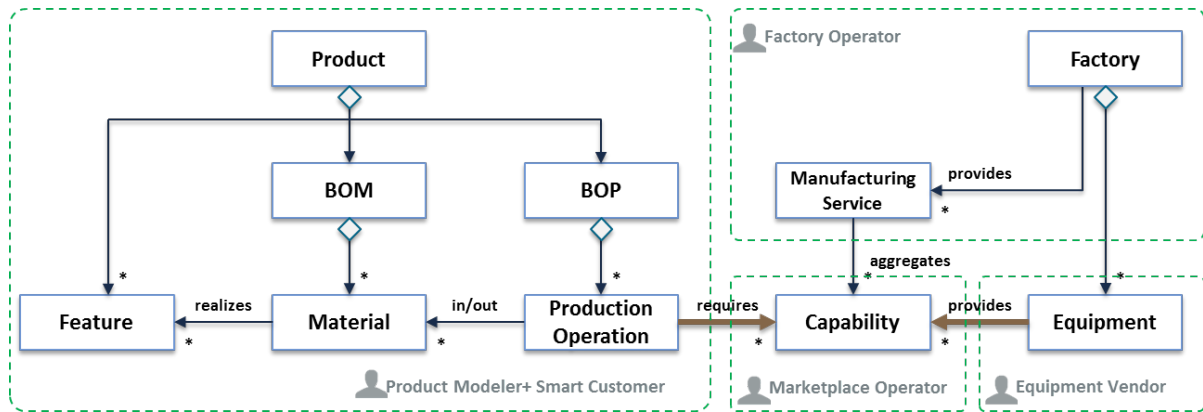 Factory Operator
Product
Factory
BOM
BOP
Manufacturing
Service
provides
*
aggregates
*
*
*
*
*
Feature
realizes
*
Material
in/out
*
Production
Operation
requires
*
Capability
provides
*
Equipment
Product Modeler+ Smart Customer
Marketplace Operator
Equipment Vendor